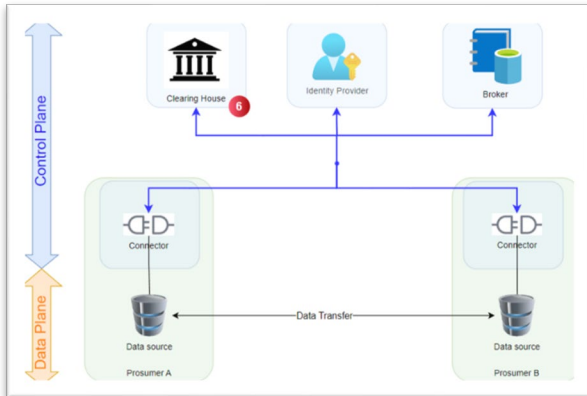 Control Plane
Clearing House
6
Identity Provider
Broker
Connector
Connector
Data Plane
Data Transfer
Data source
Data source
Prosumer A
Prosumer B